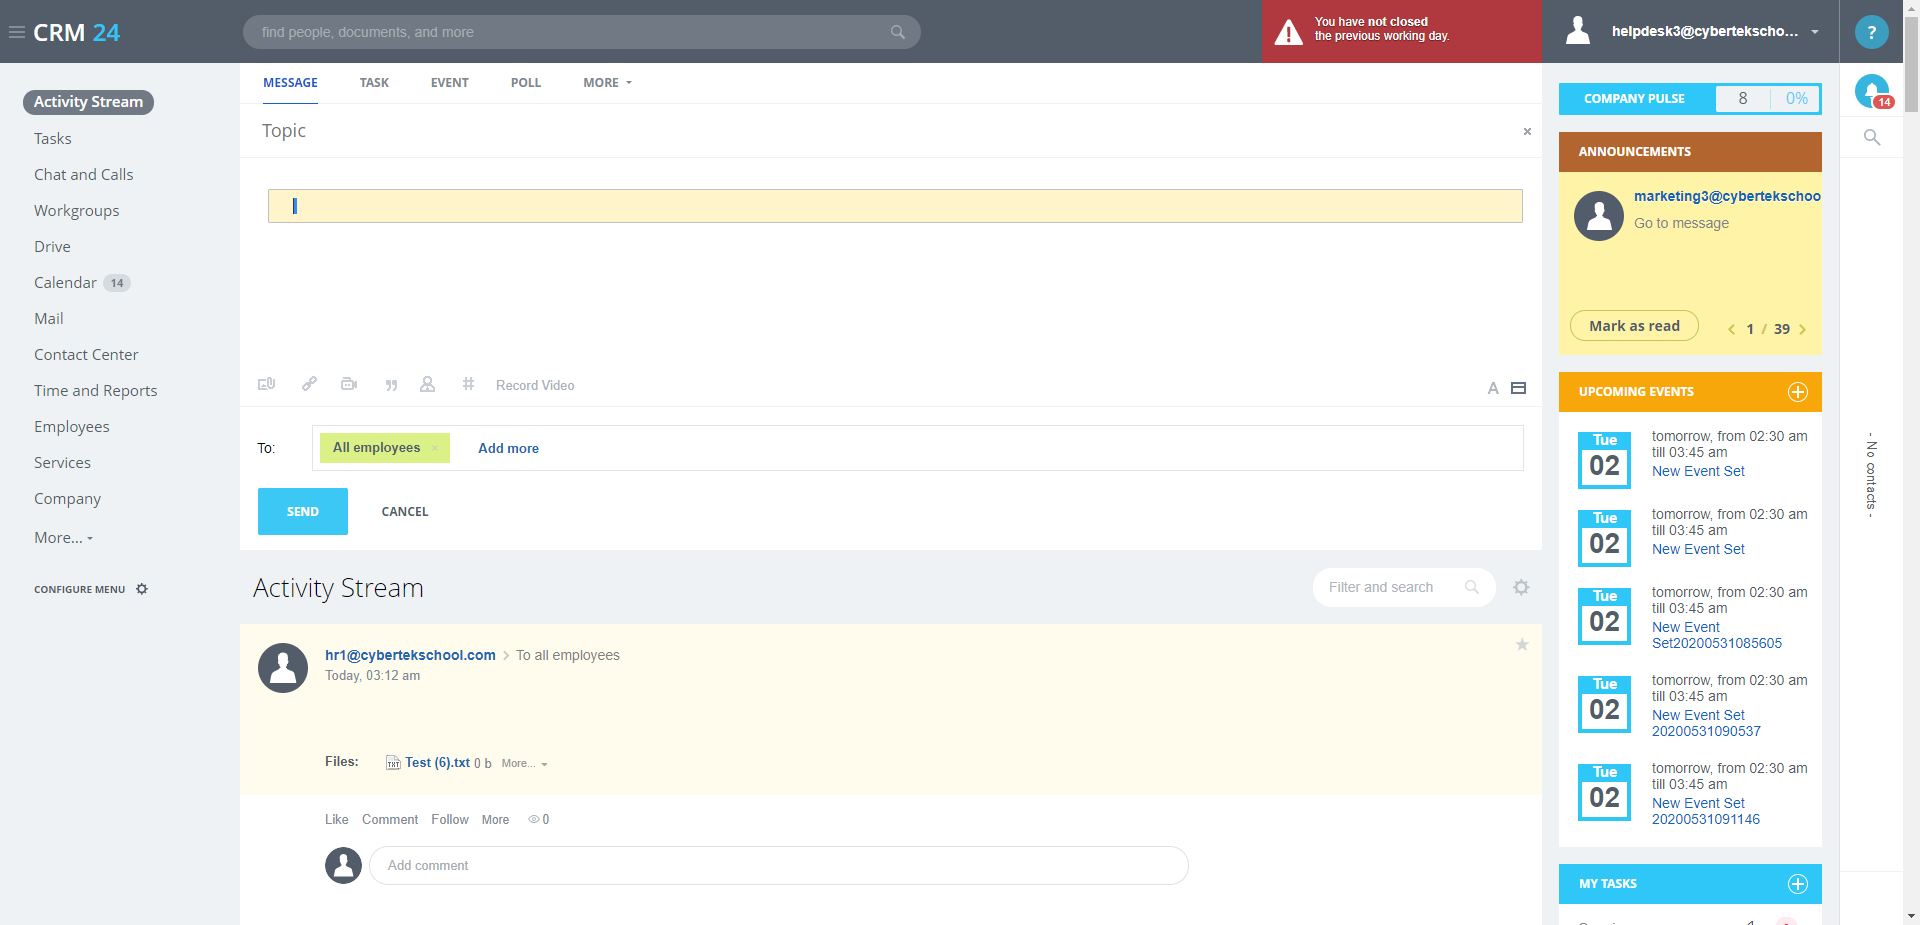 CRM 24
find people, documents, and more
You have not closed
the previous working day.
helpdesk3@cybertekscho...
?
Activity Stream
Tasks
Chat and Calls
Workgroups
Drive
Calendar 14
Mail
Contact Center
Time and Reports
Employees
Services
Company
More...
CONFIGURE MENU
MESSAGE TASK EVENT POLL MORE
Topic
Record Video
A
To: All employees Add more
SEND CANCEL
Activity Stream
Filter and search
hr1@cybertekschool.com > To all employees
Today, 03:12 am
Files: TXT Test (6).txt 0 b More...
Like Comment Follow More 0
Add comment
COMPANY PULSE 8 0%
ANNOUNCEMENTS
marketing3@cybertekschoo
Go to message
Mark as read < 1 / 39 >
UPCOMING EVENTS
Tue
02
tomorrow, from 02:30 am
till 03:45 am
New Event Set
Tue
02
tomorrow, from 02:30 am
till 03:45 am
New Event Set
Tue
02
tomorrow, from 02:30 am
till 03:45 am
New Event
Set20200531085605
Tue
02
tomorrow, from 02:30 am
till 03:45 am
New Event Set
20200531090537
Tue
02
tomorrow, from 02:30 am
till 03:45 am
New Event Set
20200531091146
MY TASKS
14
- No contacts -